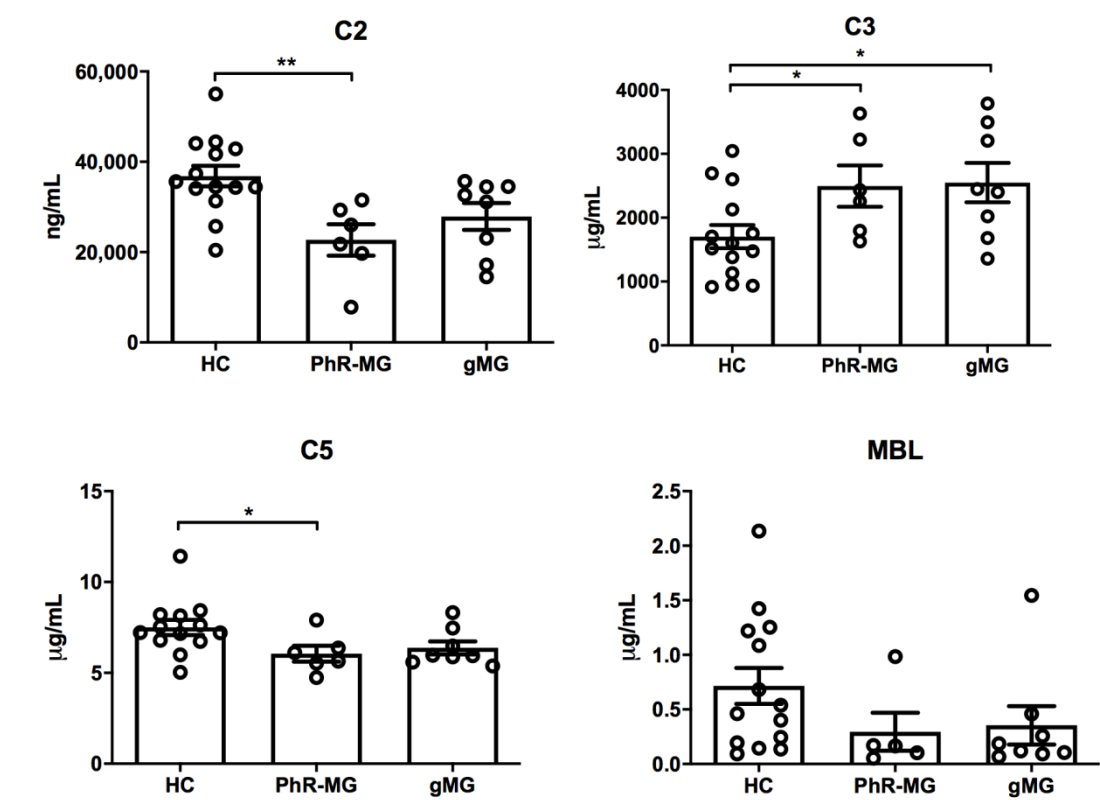 C2
**
60,000
40,000
20,000
0
ng/mL
HC
PhR-MG
gMG
C3
*
*
4000
3000
2000
1000
0
µg/mL
HC
PhR-MG
gMG
C5
*
15
10
5
0
µg/mL
HC
PhR-MG
gMG
MBL
2.5
2.0
1.5
1.0
0.5
0.0
µg/mL
HC
PhR-MG
gMG